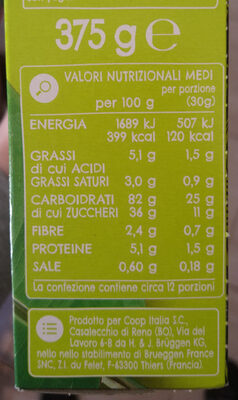 375 g e
VALORI NUTRIZIONALI MEDI
per 100 g per porzione (30g)
ENERGIA 1689 kJ 507 kJ
399 kcal 120 kcal
GRASSI 5,1 g 1,5 g
di cui ACIDI
GRASSI SATURI 3,0 g 0,9 g
CARBOIDRATI 82 g 25 g
di cui ZUCCHERI 36 g 11 g
FIBRE 2,4 g 0,7 g
PROTEINE 5,1 g 1,5 g
SALE 0,60 g 0,18 g
La confezione contiene circa 12 porzioni
Prodotto per Coop Italia S.C.,
Casalecchio di Reno (BO), Via del
Lavoro 6-8 da H. & J. Brüggen KG,
nello nello stabilimento di Brueggen France
SNC, Z.I. du Felet, F-63300 Thiers (Francia).